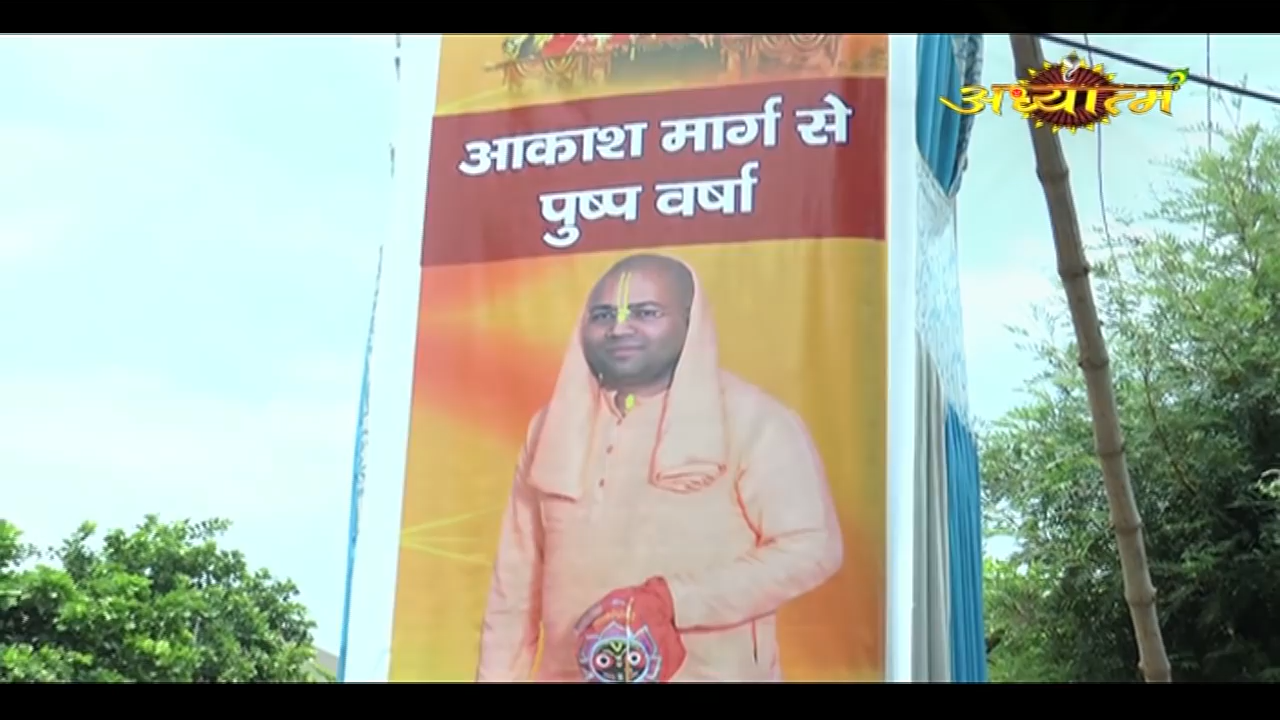 अध्यात्म
आकाश मार्ग से
पुष्प वर्षा